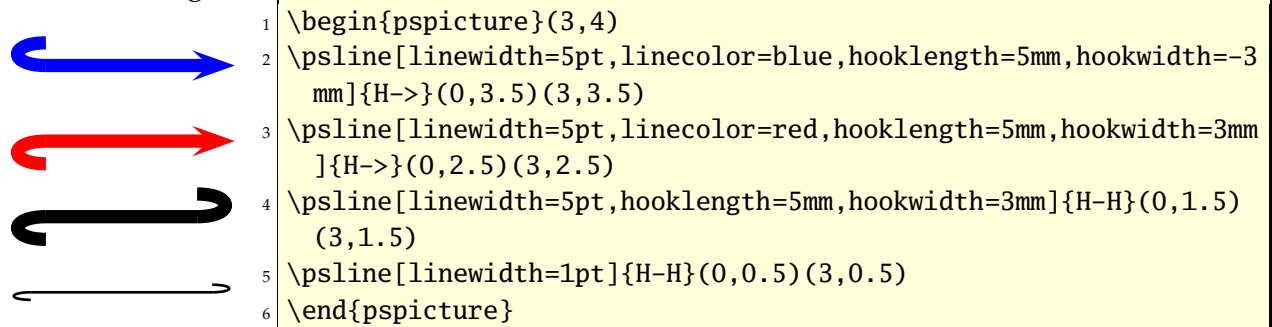 1 \begin{pspicture}(3,4)
2 \psline[linewidth=5pt,linecolor=blue,hooklength=5mm,hookwidth=-3
mm]{H->}(0,3.5)(3,3.5)
3 \psline[linewidth=5pt,linecolor=red,hooklength=5mm,hookwidth=3mm
]{H->}(0,2.5)(3,2.5)
4 \psline[linewidth=5pt,hooklength=5mm,hookwidth=3mm]{H-H}(0,1.5)
(3,1.5)
5 \psline[linewidth=1pt]{H-H}(0,0.5)(3,0.5)
6 \end{pspicture}